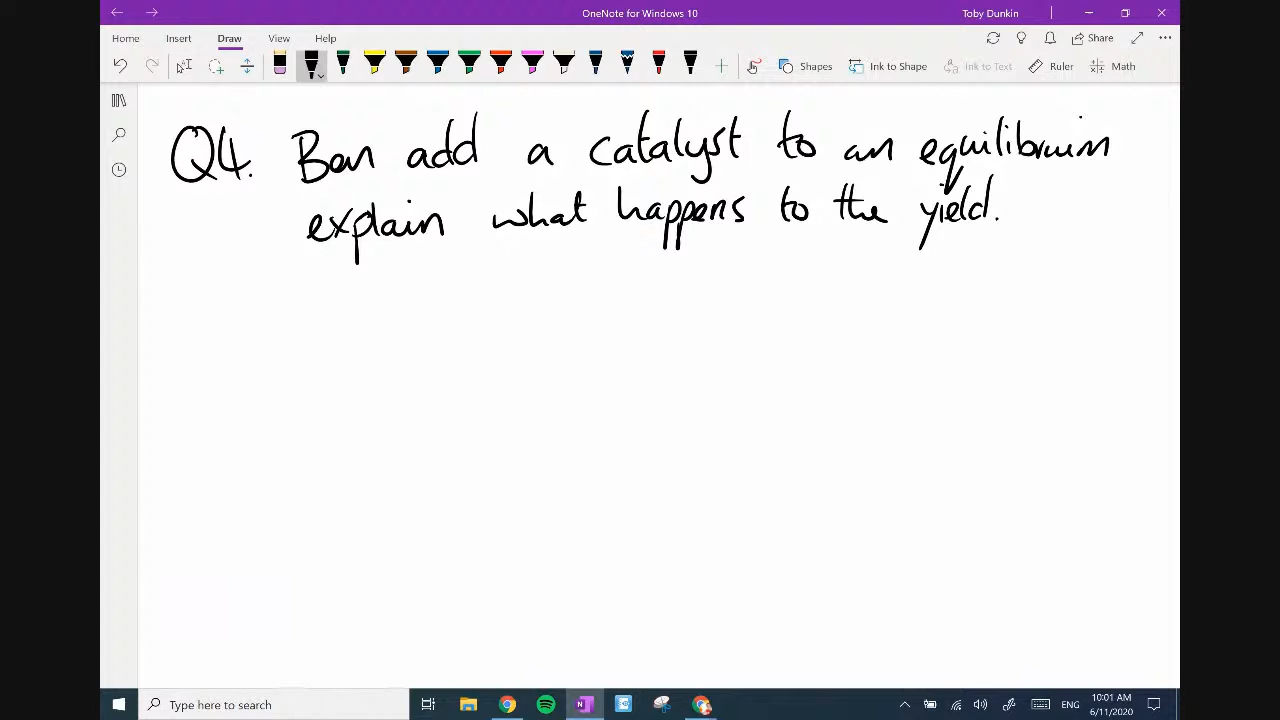 OneNote for Windows 10
Toby Dunkin
Home Insert Draw View Help
Share
Shapes Ink to Shape Ink to Text Ruler Math
Q4. Ben add a catalyst to an equilibrium
explain what happens to the yield.
Type here to search
ENG
10:01 AM
6/11/2020